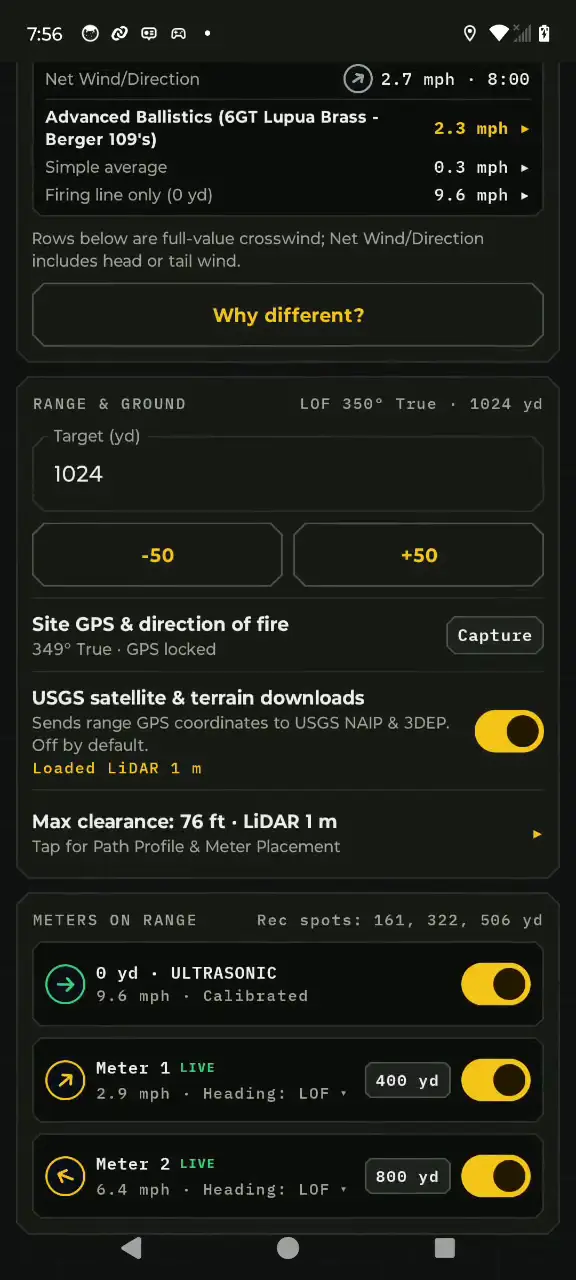 7:56
Net Wind/Direction 2.7 mph · 8:00
Advanced Ballistics (6GT Lupua Brass -
Berger 109's) 2.3 mph ▸
Simple average 0.3 mph ▸
Firing line only (0 yd) 9.6 mph ▸
Rows below are full-value crosswind; Net Wind/Direction
includes head or tail wind.
Why different?
RANGE & GROUND LOF 350° True · 1024 yd
Target (yd)
1024
-50 +50
Site GPS & direction of fire
349° True · GPS locked
Capture
USGS satellite & terrain downloads
Sends range GPS coordinates to USGS NAIP & 3DEP.
Off by default.
Loaded LiDAR 1 m
Max clearance: 76 ft · LiDAR 1 m
Tap for Path Profile & Meter Placement ▸
METERS ON RANGE Rec spots: 161, 322, 506 yd
0 yd · ULTRASONIC
9.6 mph · Calibrated
Meter 1 LIVE
2.9 mph · Heading: LOF ▾ 400 yd
Meter 2 LIVE
6.4 mph · Heading: LOF ▾ 800 yd